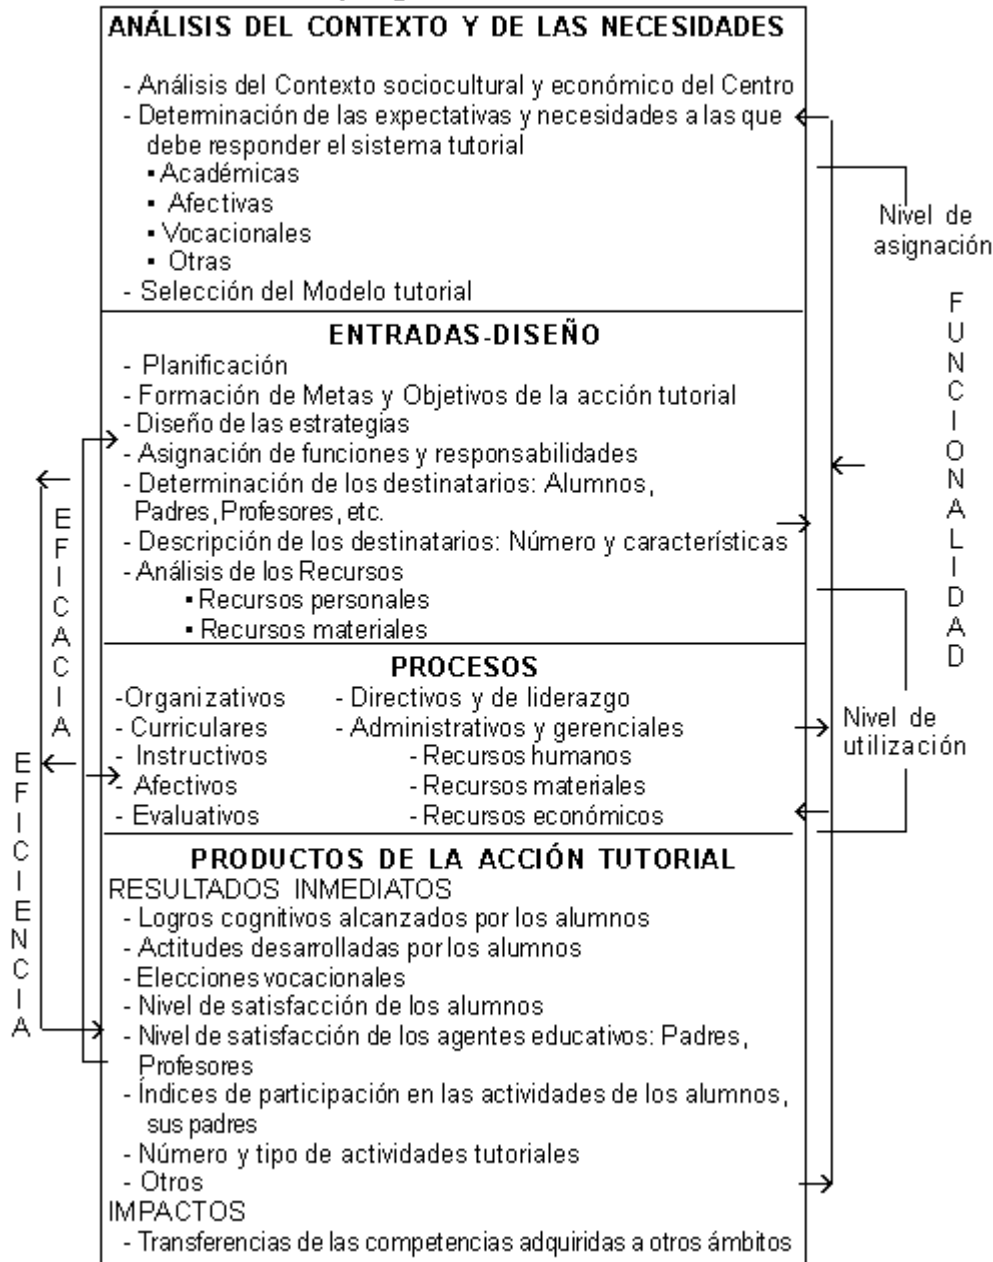 ANÁLISIS DEL CONTEXTO Y DE LAS NECESIDADES
- Análisis del Contexto sociocultural y económico del Centro
- Determinación de las expectativas y necesidades a las que
debe responder el sistema tutorial
▪ Académicas
▪ Afectivas
▪ Vocacionales
▪ Otras
- Selección del Modelo tutorial
Nivel de
asignación
ENTRADAS-DISEÑO
- Planificación
- Formación de Metas y Objetivos de la acción tutorial
- Diseño de las estrategias
- Asignación de funciones y responsabilidades
- Determinación de los destinatarios: Alumnos,
Padres, Profesores, etc.
- Descripción de los destinatarios: Número y características
- Análisis de los Recursos
▪ Recursos personales
▪ Recursos materiales
FUNCIONALIDAD
EFICACIA
PROCESOS
-Organizativos
- Curriculares
- Instructivos
- Afectivos
- Evaluativos
- Directivos y de liderazgo
- Administrativos y gerenciales
- Recursos humanos
- Recursos materiales
- Recursos económicos
Nivel de
utilización
EFICIENCIA
PRODUCTOS DE LA ACCIÓN TUTORIAL
RESULTADOS INMEDIATOS
- Logros cognitivos alcanzados por los alumnos
- Actitudes desarrolladas por los alumnos
- Elecciones vocacionales
- Nivel de satisfacción de los alumnos
- Nivel de satisfacción de los agentes educativos: Padres,
Profesores
- Índices de participación en las actividades de los alumnos,
sus padres
- Número y tipo de actividades tutoriales
- Otros
IMPACTOS
- Transferencias de las competencias adquiridas a otros ámbitos